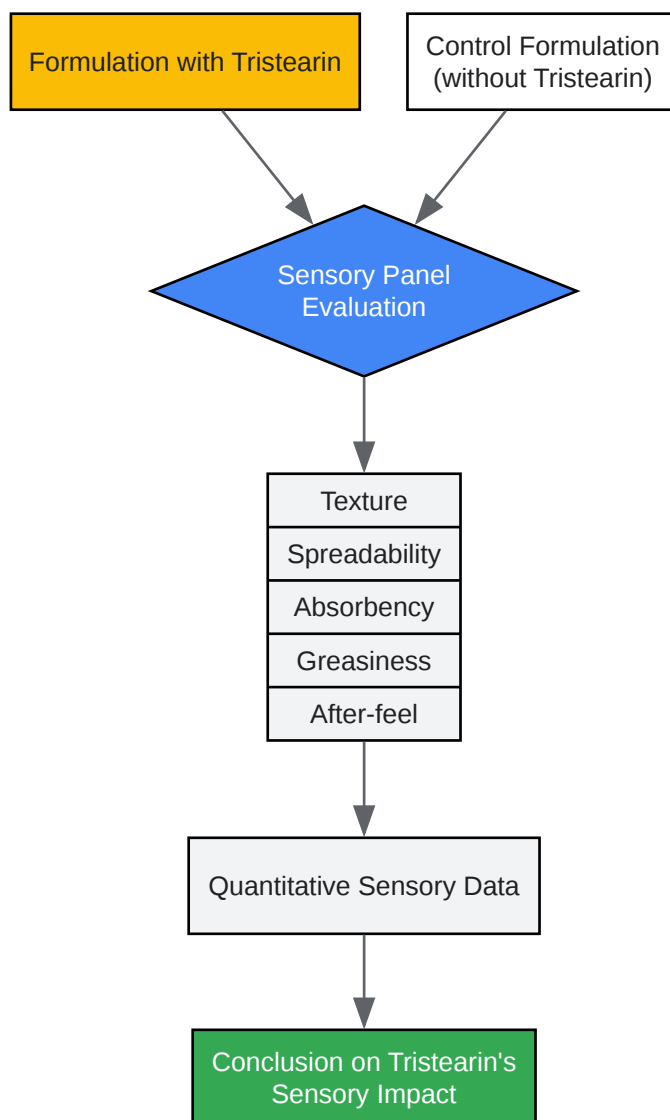 Formulation with Tristearin
Control Formulation
(without Tristearin)
Sensory Panel
Evaluation
Texture
Spreadability
Absorbency
Greasiness
After-feel
Quantitative Sensory Data
Conclusion on Tristearin's
Sensory Impact